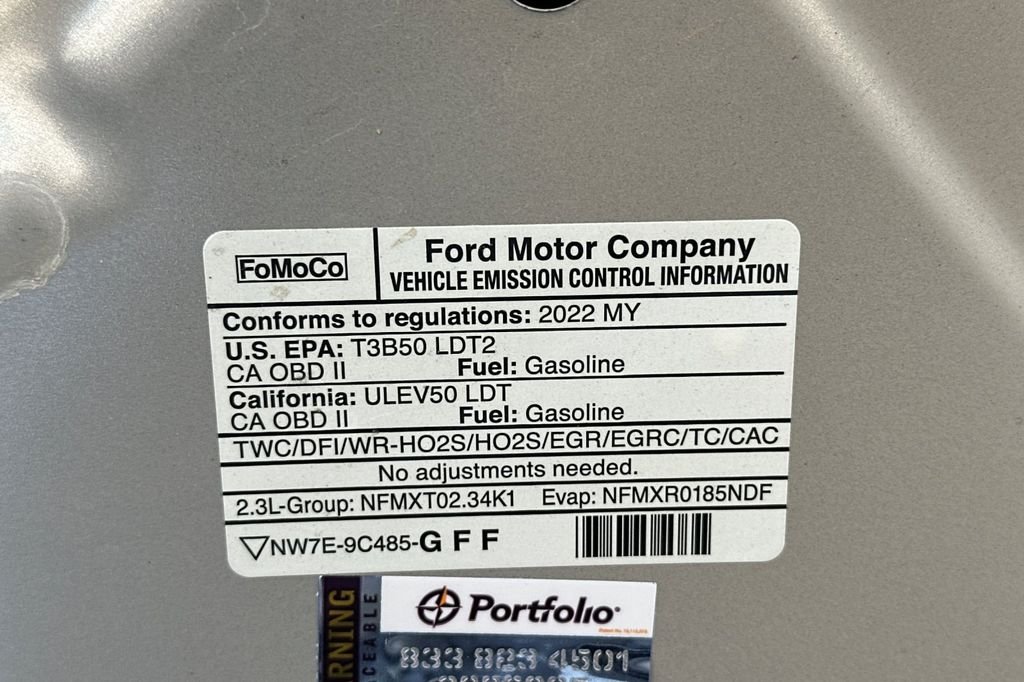 FoMoCo
Ford Motor Company
VEHICLE EMISSION CONTROL INFORMATION
Conforms to regulations: 2022 MY
U.S. EPA: T3B50 LDT2
CA OBD II Fuel: Gasoline
California: ULEV50 LDT
CA OBD II Fuel: Gasoline
TWC/DFI/WR-HO2S/HO2S/EGR/EGRC/TC/CAC
No adjustments needed.
2.3L-Group: NFMXT02.34K1 Evap: NFMXR0185NDF
NW7E-9C485-G F F
Portfolio
833 823 4501